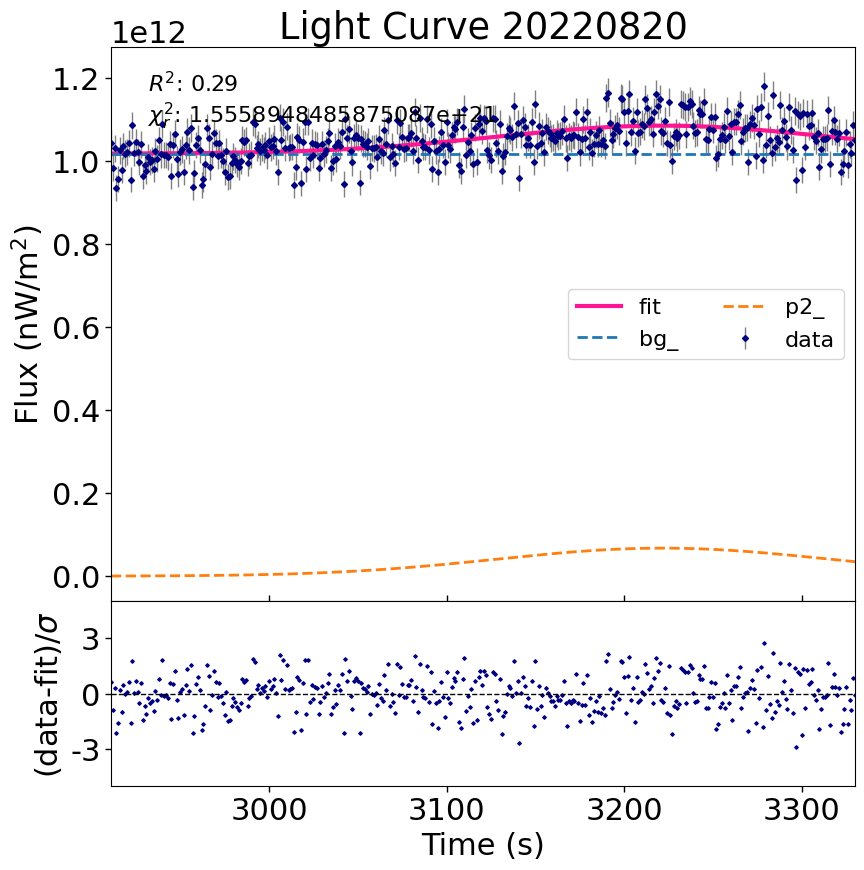 Light Curve 20220820
1e12
R²: 0.29
χ²: 1.5558948485875087e+21
1.2
1.0
0.8
0.6
0.4
0.2
0.0
Flux (nW/m²)
fit
bg_
p2_
data
3
0
-3
(data-fit)/σ
3000 3100 3200 3300
Time (s)